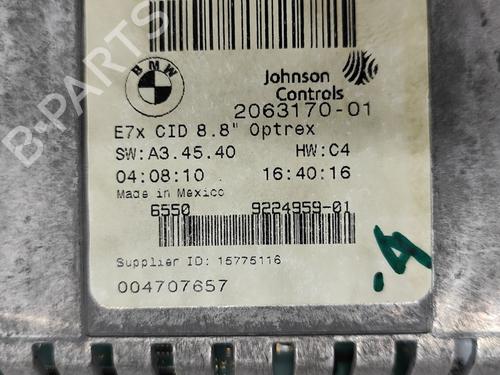 BMW
Johnson Controls
2063170-01
E7x CID 8.8" Optrex
SW:A3.45.40 HW:C4
04:08:10 16:40:16
Made in Mexico
6550 9224959-01
Supplier ID: 15775116
004707657
B-PARTS